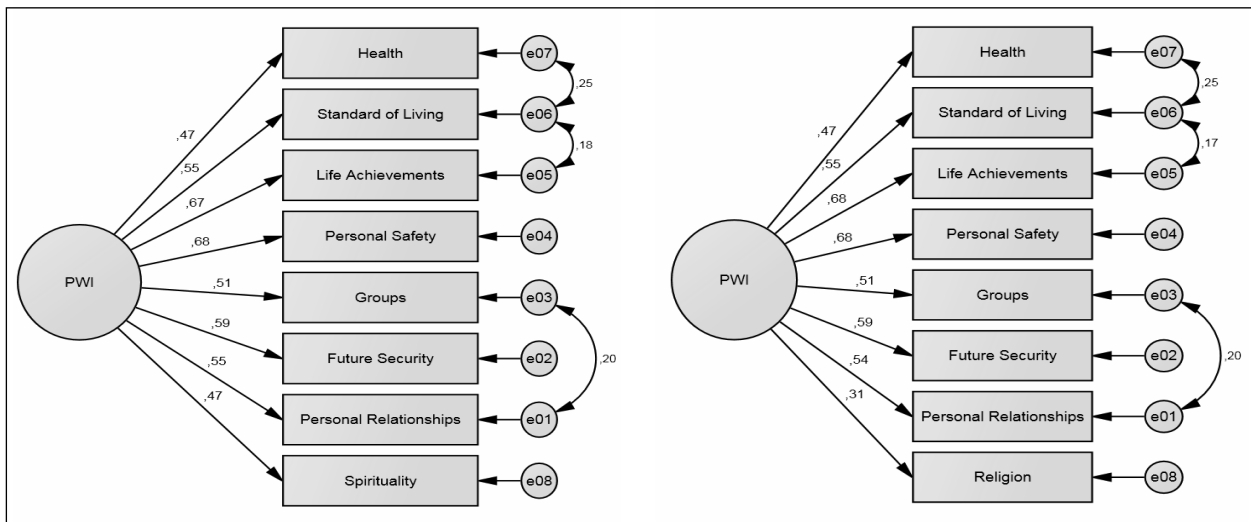 Health
e07
,25
,47
Standard of Living
e06
,55
,18
Life Achievements
e05
,67
Personal Safety
e04
,68
PWI
,51
Groups
e03
,59
,20
Future Security
e02
,55
,47
Personal Relationships
e01
Spirituality
e08
Health
e07
,25
,47
Standard of Living
e06
,55
,17
Life Achievements
e05
,68
Personal Safety
e04
,68
PWI
,51
Groups
e03
,59
,20
Future Security
e02
,54
,31
Personal Relationships
e01
Religion
e08